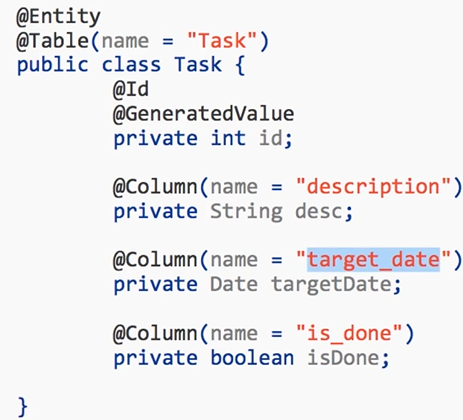 @Entity
@Table(name = "Task")
public class Task {
@Id
@GeneratedValue
private int id;
@Column(name = "description")
private String desc;
@Column(name = "target_date")
private Date targetDate;
@Column(name = "is_done")
private boolean isDone;
}